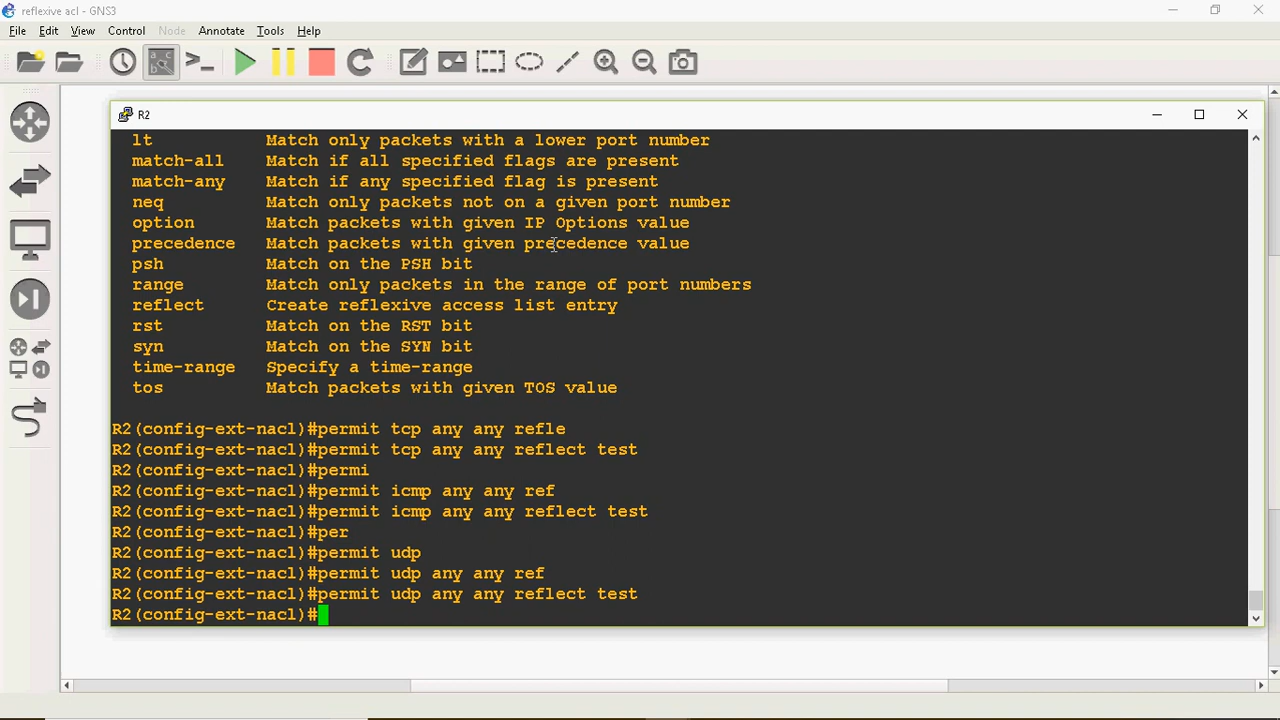 reflexive acl - GNS3
File Edit View Control Node Annotate Tools Help
R2
lt Match only packets with a lower port number
match-all Match if all specified flags are present
match-any Match if any specified flag is present
neq Match only packets not on a given port number
option Match packets with given IP Options value
precedence Match packets with given precedence value
psh Match on the PSH bit
range Match only packets in the range of port numbers
reflect Create reflexive access list entry
rst Match on the RST bit
syn Match on the SYN bit
time-range Specify a time-range
tos Match packets with given TOS value
R2(config-ext-nacl)#permit tcp any any refle
R2(config-ext-nacl)#permit tcp any any reflect test
R2(config-ext-nacl)#permi
R2(config-ext-nacl)#permit icmp any any ref
R2(config-ext-nacl)#permit icmp any any reflect test
R2(config-ext-nacl)#per
R2(config-ext-nacl)#permit udp
R2(config-ext-nacl)#permit udp any any ref
R2(config-ext-nacl)#permit udp any any reflect test
R2(config-ext-nacl)#